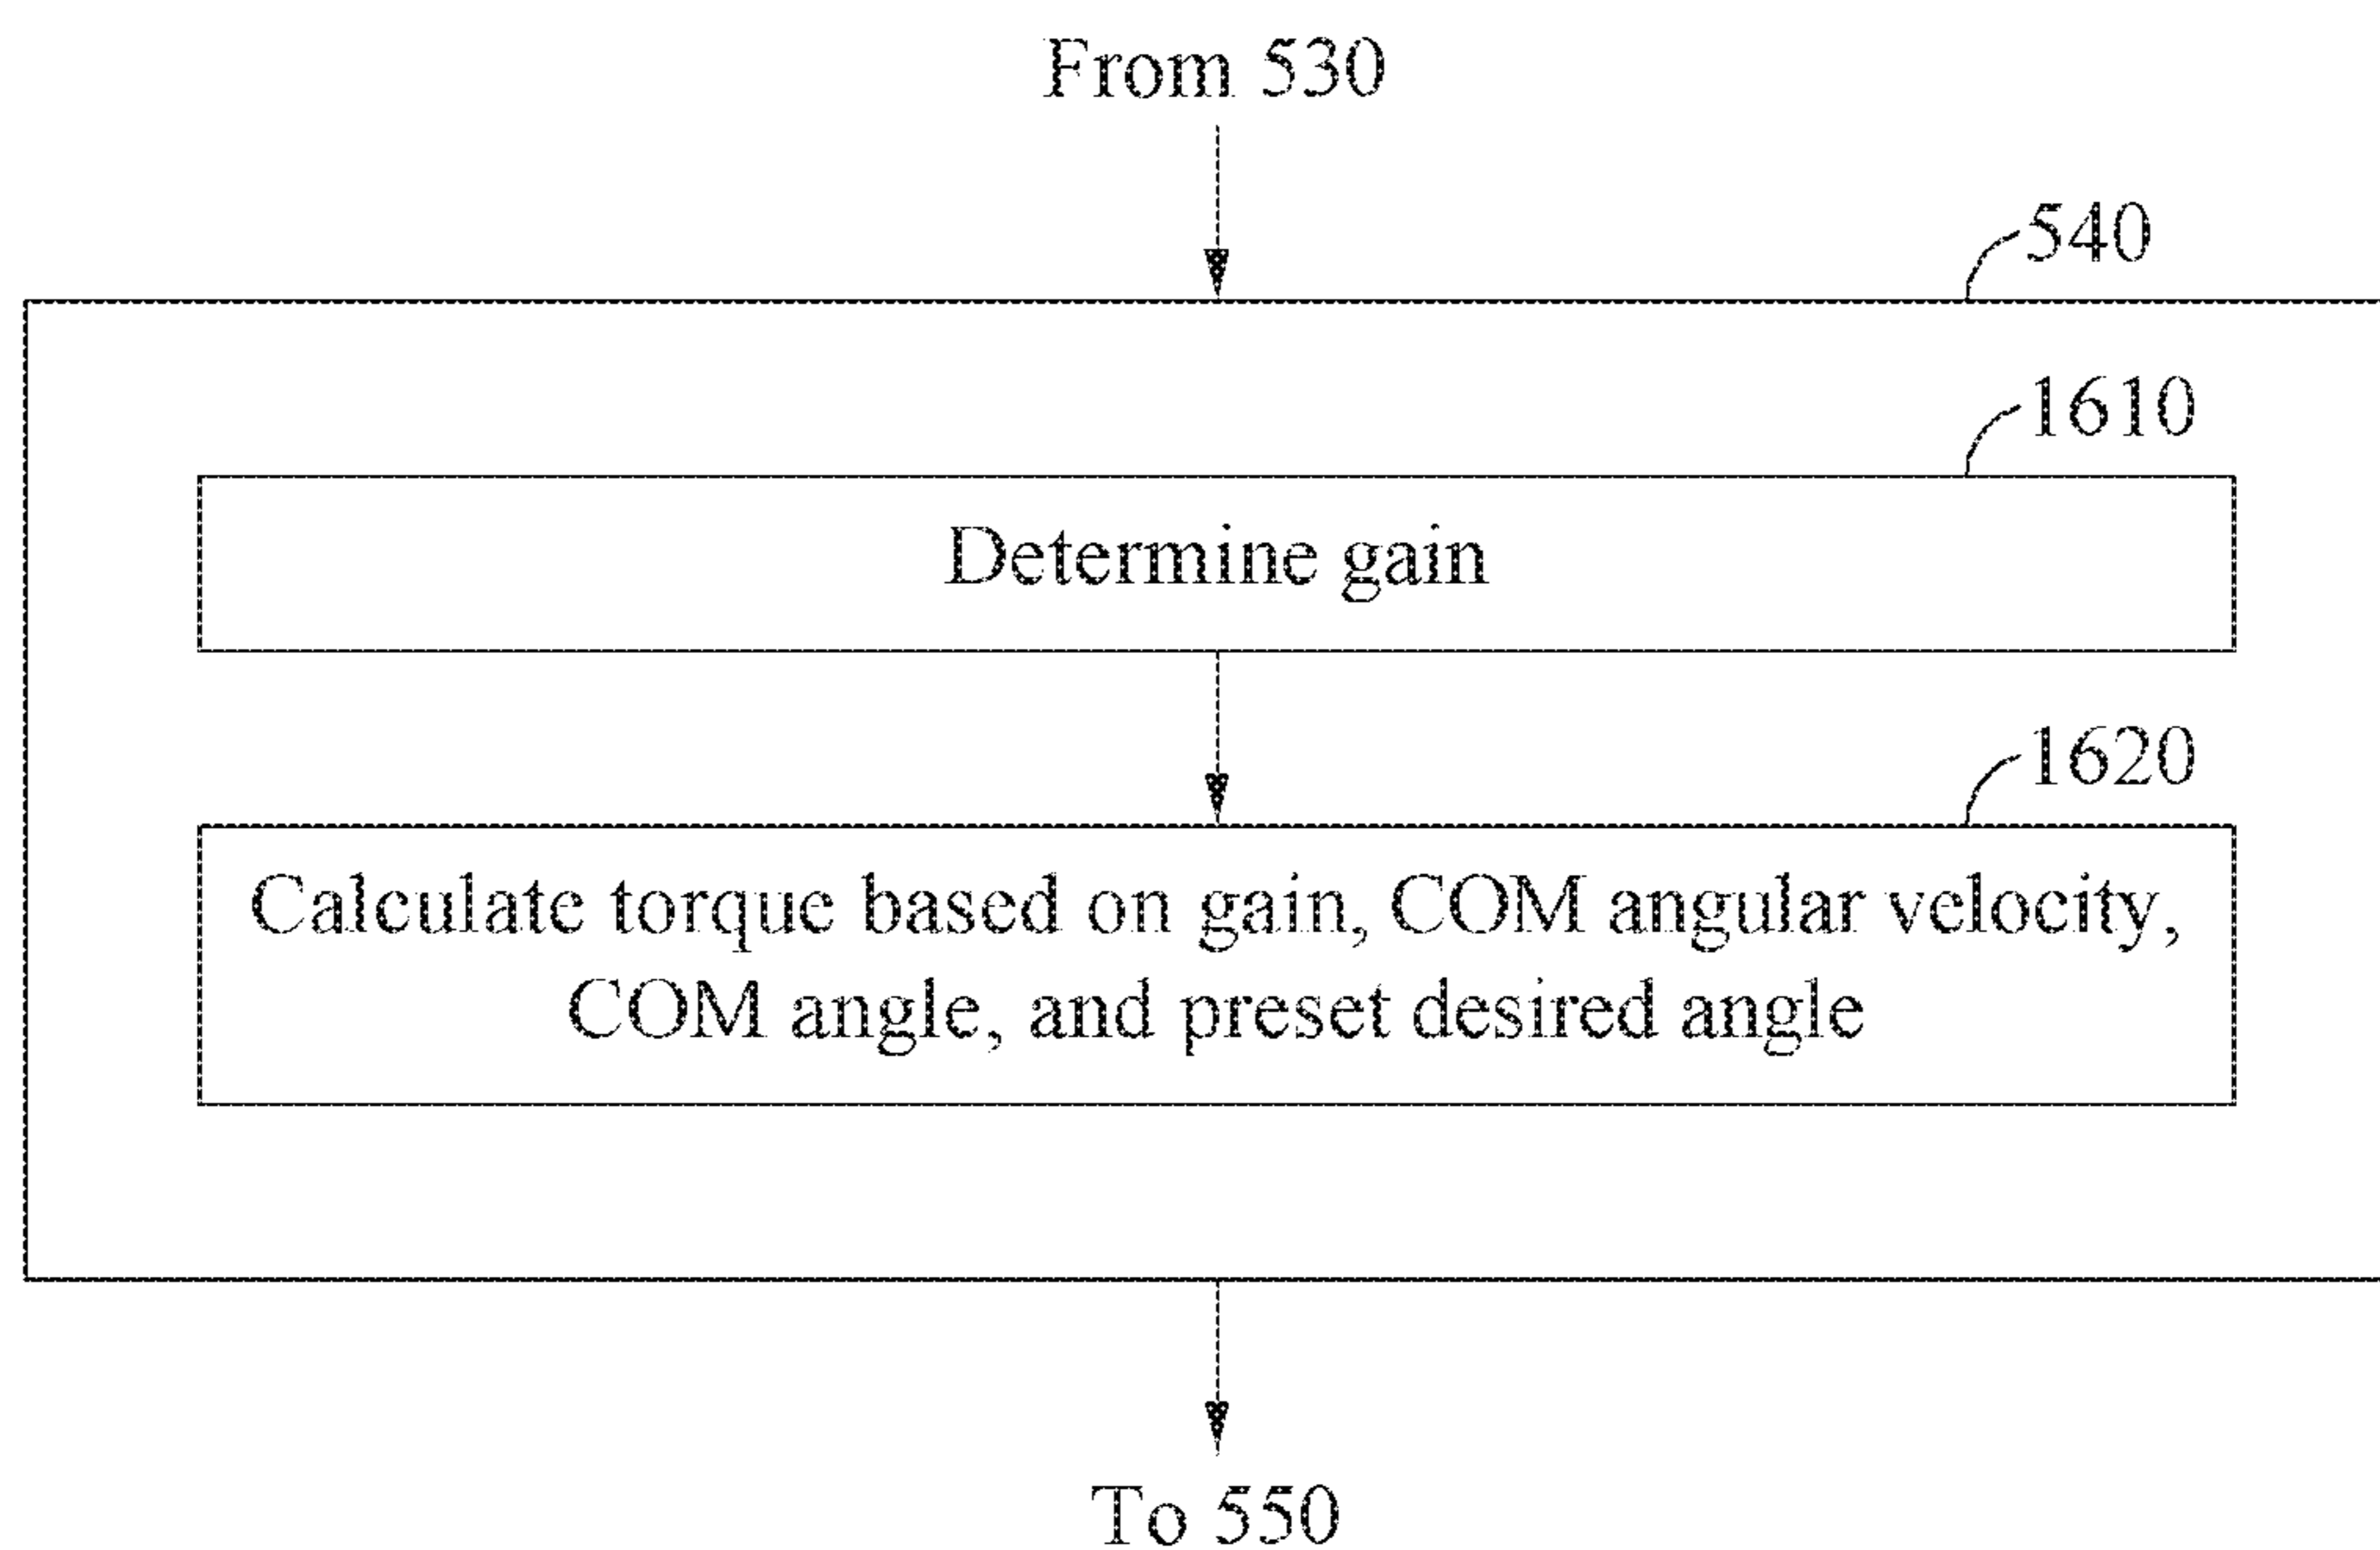 From 530
540
1610
Determine gain
1620
Calculate torque based on gain, COM angular velocity,
COM angle, and preset desired angle
To 550